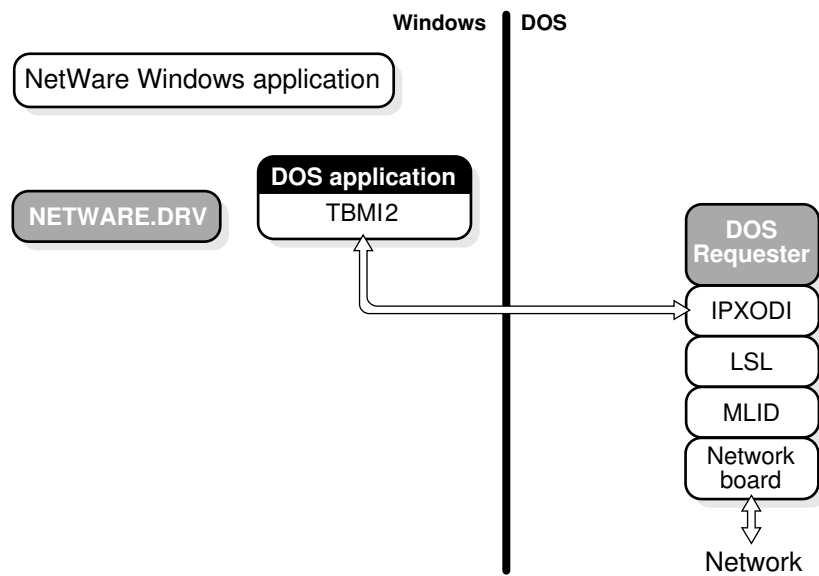 Windows DOS
NetWare Windows application
DOS application
TBMI2
NETWARE.DRV
DOS
Requester
IPXODI
LSL
MLID
Network
board
Network